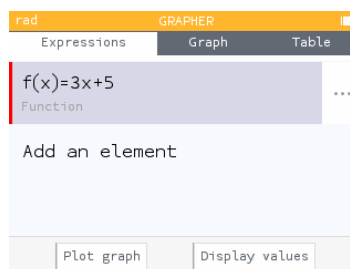 rad GRAPHER
Expressions Graph Table
f(x)=3x+5
Function
...
Add an element
Plot graph Display values